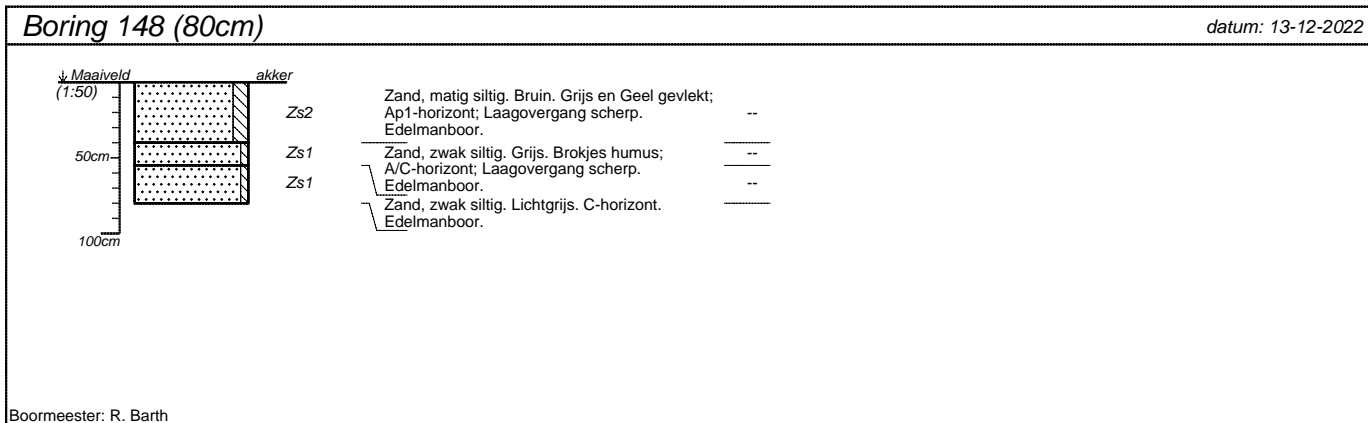 Boring 148 (80cm)
datum: 13-12-2022
Maaiveld
akker
(1:50)
Zs2
Zand, matig siltig. Bruin. Grijs en Geel gevlekt;
Ap1-horizont; Laagovergang scherp.
--
Edelmanboor.
50cm
Zs1
Zand, zwak siltig. Grijs. Brokjes humus;
--
A/C-horizont; Laagovergang scherp.
Zs1
Edelmanboor.
--
Zand, zwak siltig. Lichtgrijs. C-horizont.
Edelmanboor.
100cm
Boormeester: R. Barth